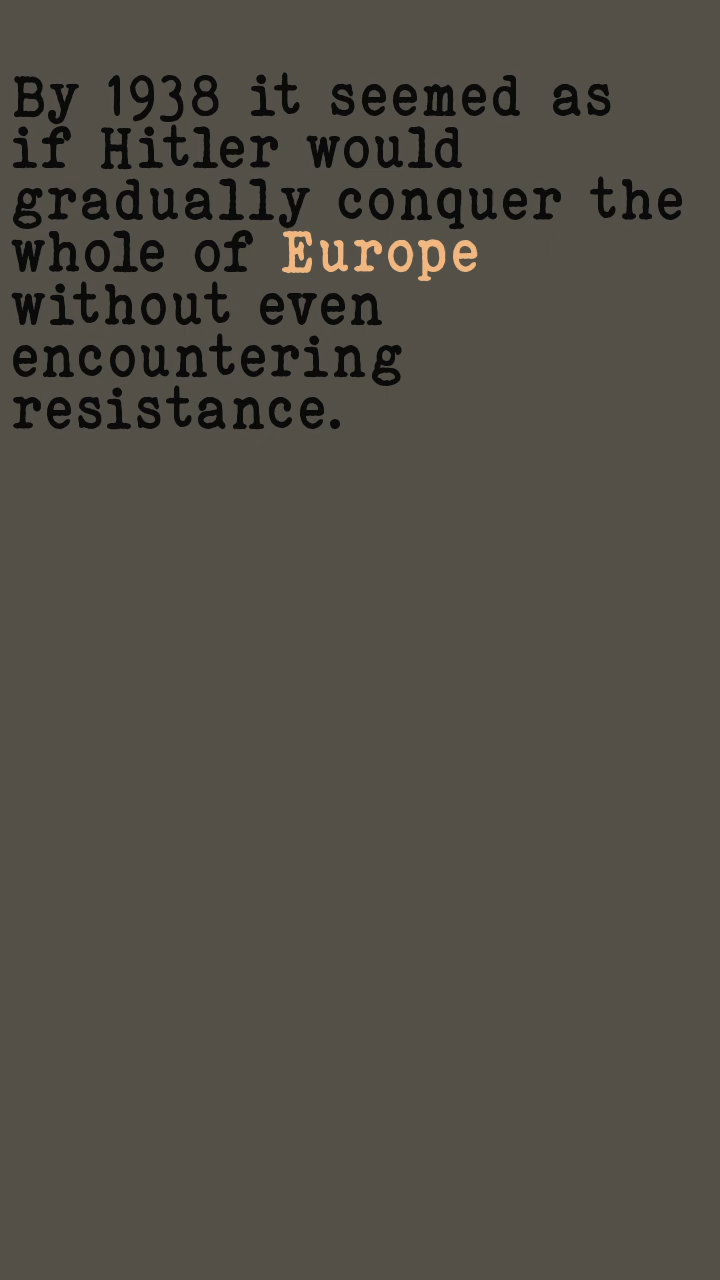 By 1938 it seemed as
if Hitler would
gradually conquer the
whole of Europe
without even
encountering
resistance.